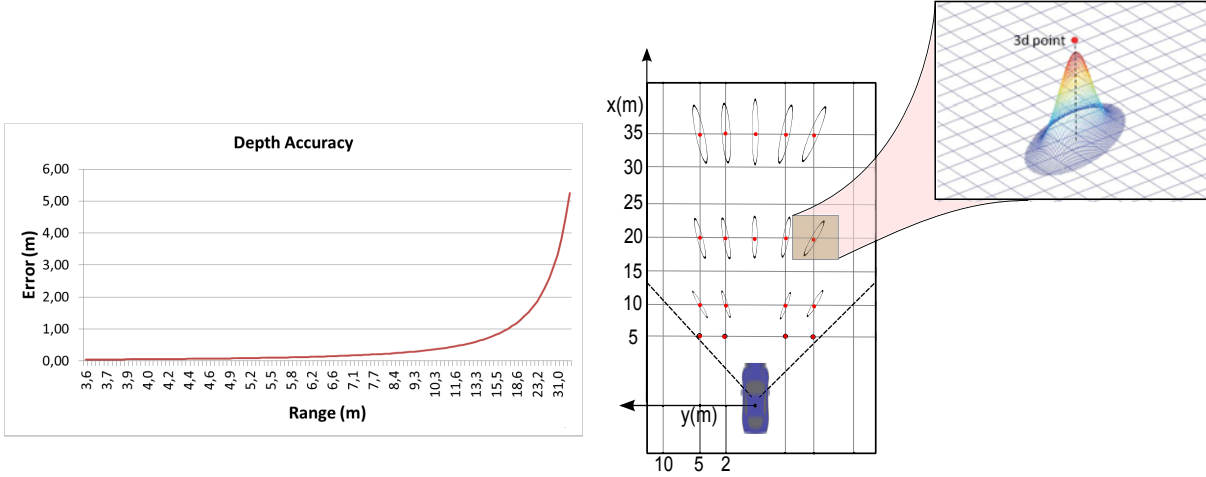 Depth Accuracy
Error (m)
6,00
5,00
4,00
3,00
2,00
1,00
0,00
3,6 3,7 3,9 4,0 4,2 4,4 4,6 4,9 5,2 5,5 5,8 6,2 6,6 7,1 7,7 8,4 9,3 10,3 11,6 13,3 15,5 18,6 23,2 31,0
Range (m)
x(m)
35
30
25
20
15
10
5
y(m)
10 5 2
3d point